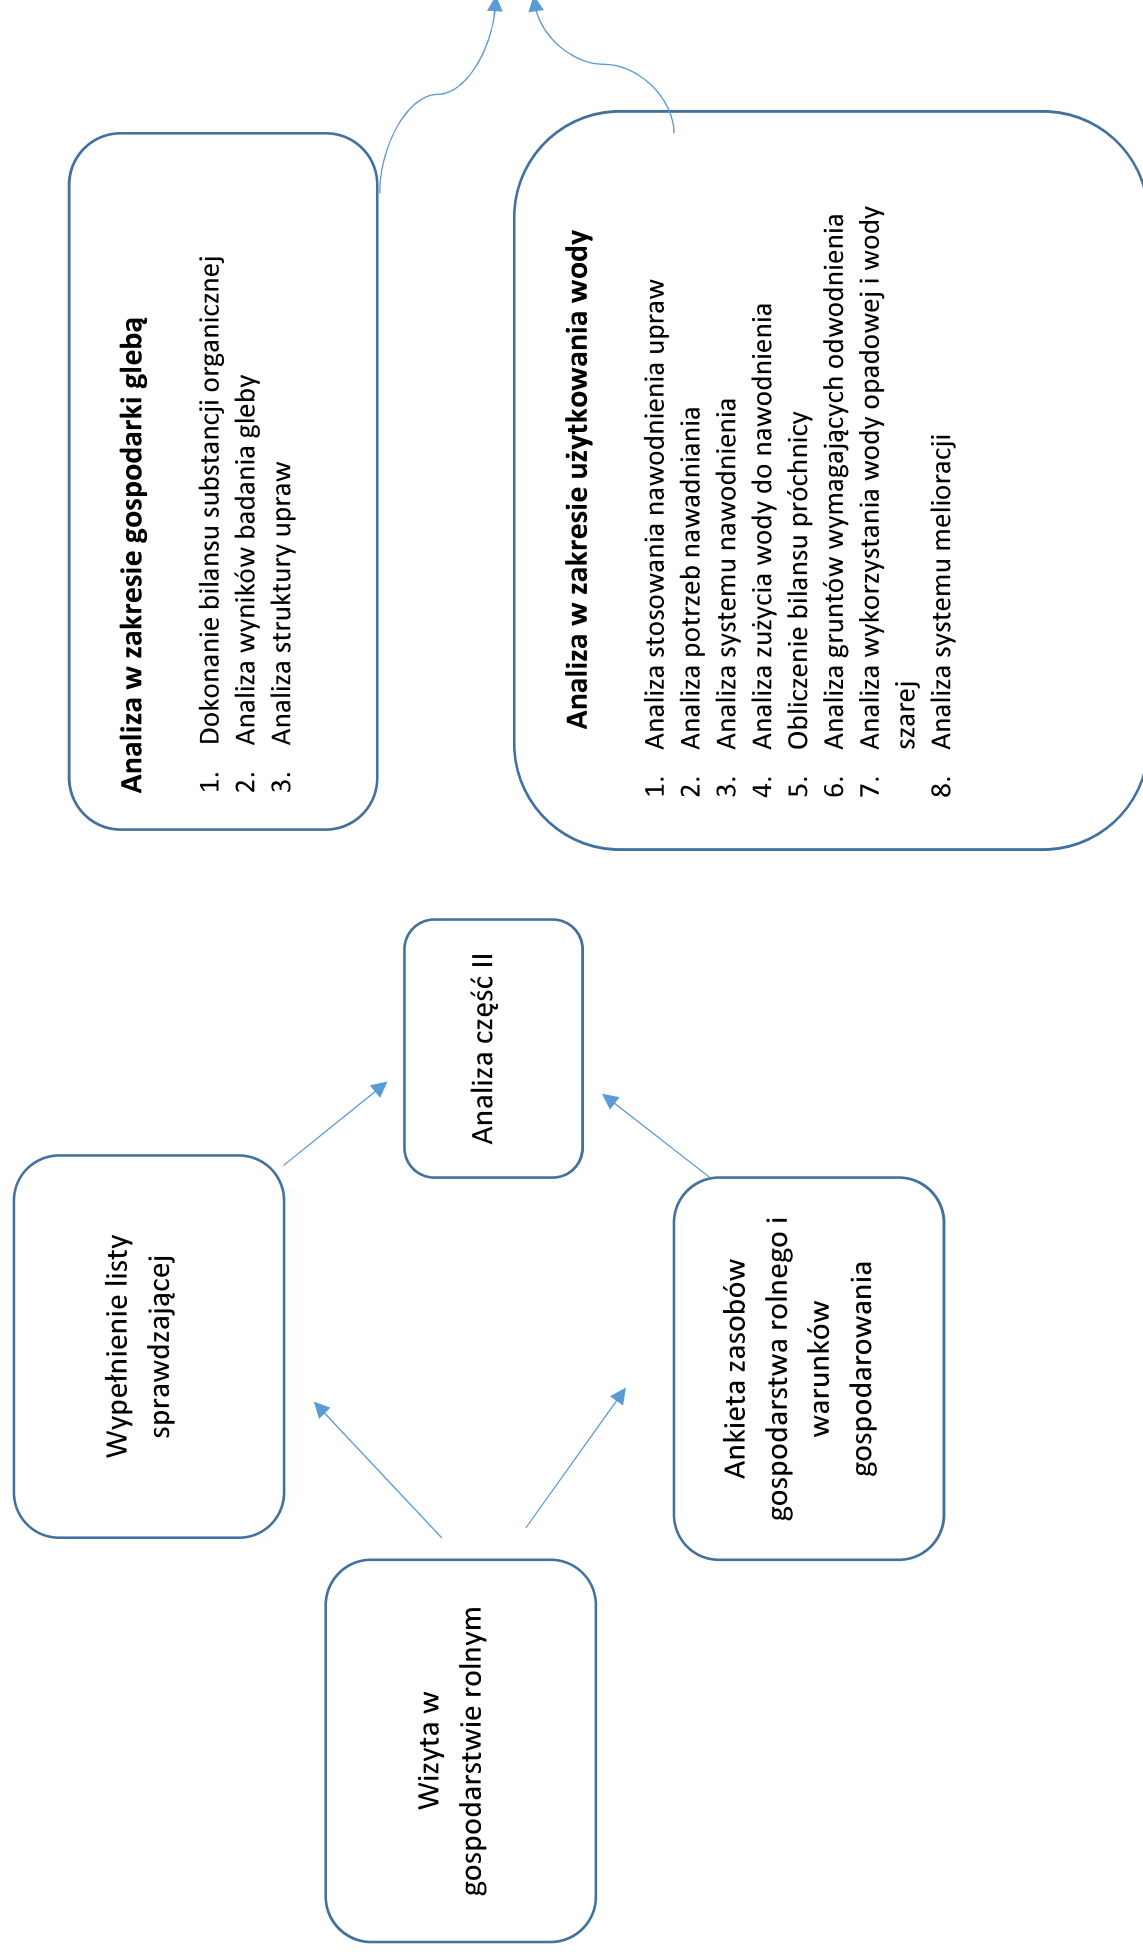 Wizyta w
gospodarstwie rolnym
Wypełnienie listy
sprawdzającej
Ankieta zasobów
gospodarstwa rolnego i
warunków
gospodarowania
Analiza część II
Analiza w zakresie gospodarki glebą
1. Dokonanie bilansu substancji organicznej
2. Analiza wyników badania gleby
3. Analiza struktury upraw
Analiza w zakresie użytkowania wody
1. Analiza stosowania nawodnienia upraw
2. Analiza potrzeb nawadniania
3. Analiza systemu nawodnienia
4. Analiza zużycia wody do nawodnienia
5. Obliczenie bilansu próchnicy
6. Analiza gruntów wymagających odwodnienia
7. Analiza wykorzystania wody opadowej i wody
szarej
8. Analiza systemu melioracji